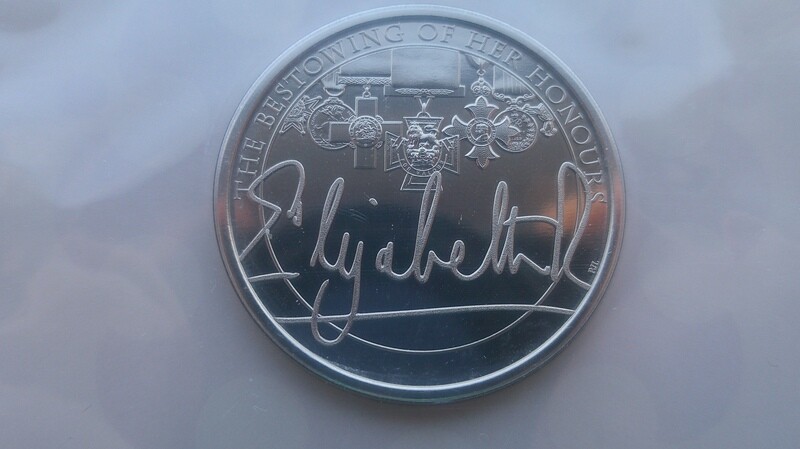 THE BESTOWING OF HER HONOURS
Elizabeth R